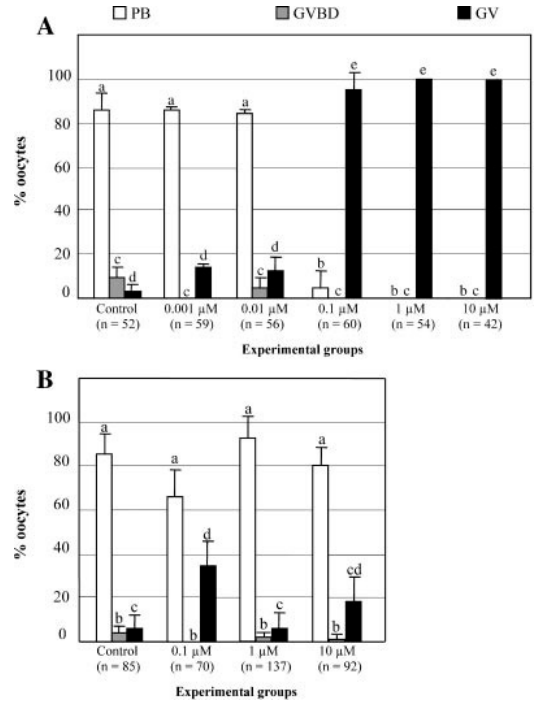 PB GVBD GV
A
100
80
60
40
20
0
% oocytes
a a a e e e
c d c d c d b c b c b c
Control 0.001 µM 0.01 µM 0.1 µM 1 µM 10 µM
(n = 52) (n = 59) (n = 56) (n = 60) (n = 54) (n = 42)
Experimental groups
B
100
80
60
40
20
0
% oocytes
a a a a
b c b d b c b cd
Control 0.1 µM 1 µM 10 µM
(n = 85) (n = 70) (n = 137) (n = 92)
Experimental groups